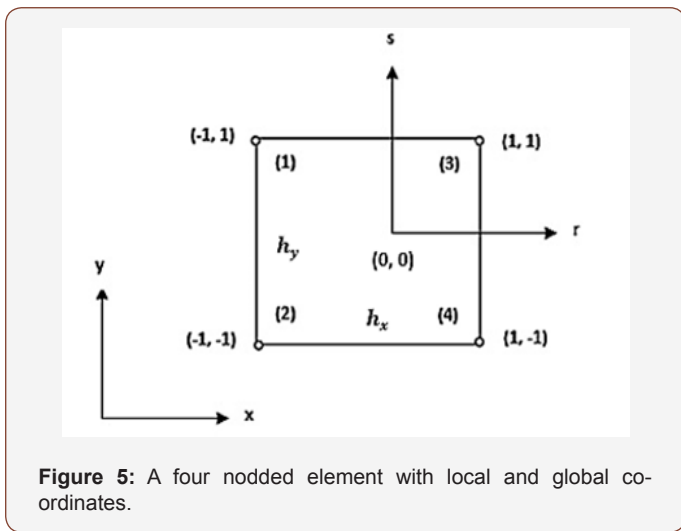 s
(-1, 1)
(1, 1)
(1)
(3)
r
h_y
(0, 0)
y
(2)
h_x
(4)
(-1, -1)
(1, -1)
x
Figure 5: A four nodded element with local and global co-
ordinates.